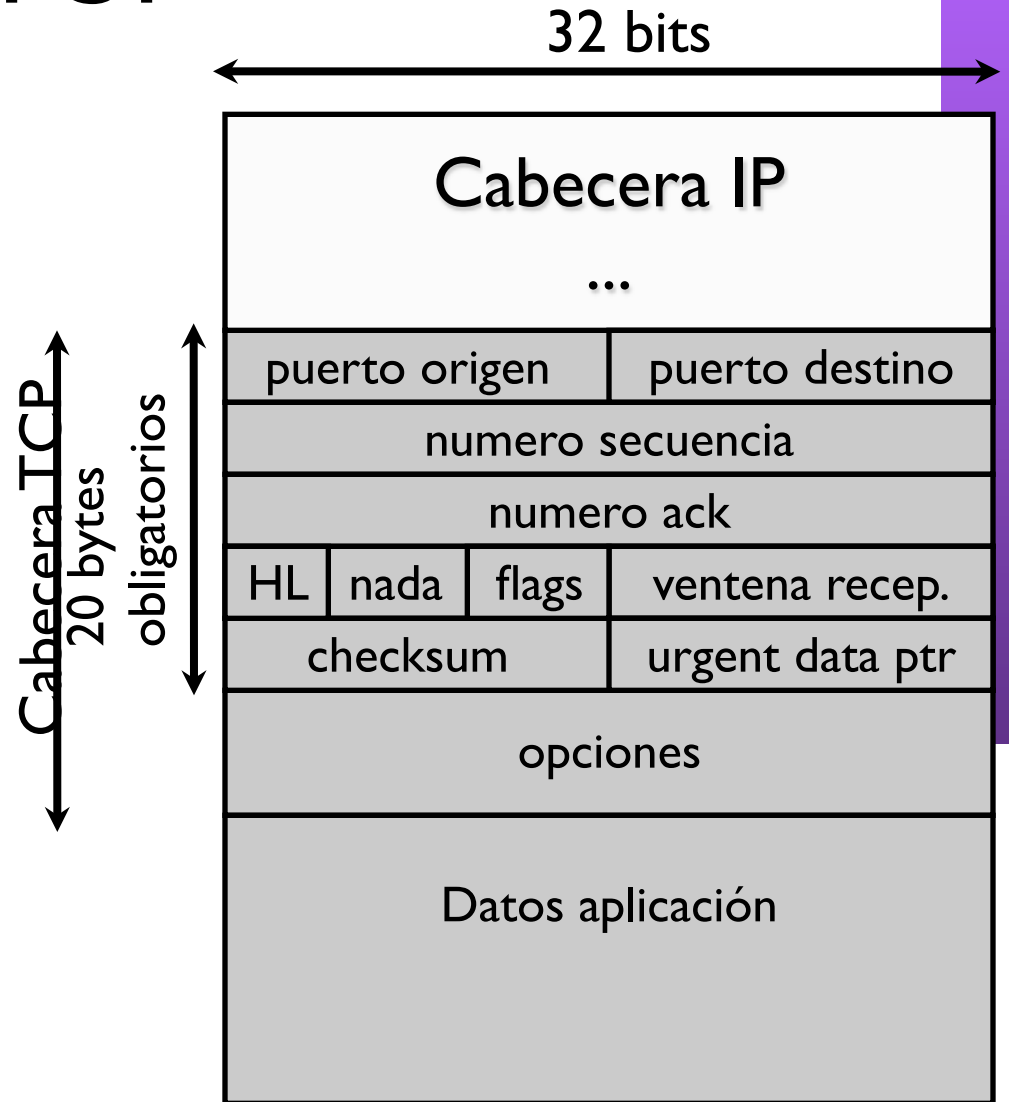 32 bits
Cabecera IP
...
puerto origen puerto destino
numero secuencia
numero ack
HL nada flags ventena recep.
checksum urgent data ptr
opciones
Datos aplicación
Cabecera TCP
20 bytes
obligatorios